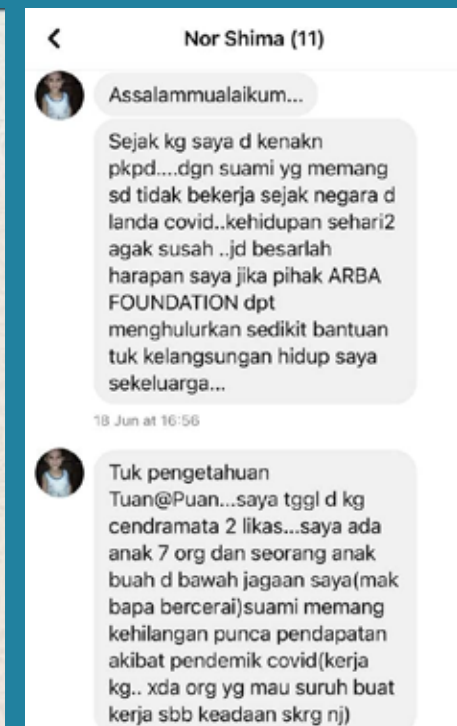 Nor Shima (11)
Assalammualaikum...
Sejak kg saya d kenakn
pkpd....dgn suami yg memang
sd tidak bekerja sejak negara d
landa covid..kehidupan sehari2
agak susah ..jd besarlah
harapan saya jika pihak ARBA
FOUNDATION dpt
menghulurkan sedikit bantuan
tuk kelangsungan hidup saya
sekeluarga...
18 Jun at 16:56
Tuk pengetahuan
Tuan@Puan...saya tggl d kg
cendramata 2 likas...saya ada
anak 7 org dan seorang anak
buah d bawah jagaan saya(mak
bapa bercerai)suami memang
kehilangan punca pendapatan
akibat pendemik covid(kerja
kg.. xda org yg mau suruh buat
kerja sbb keadaan skrg nj)